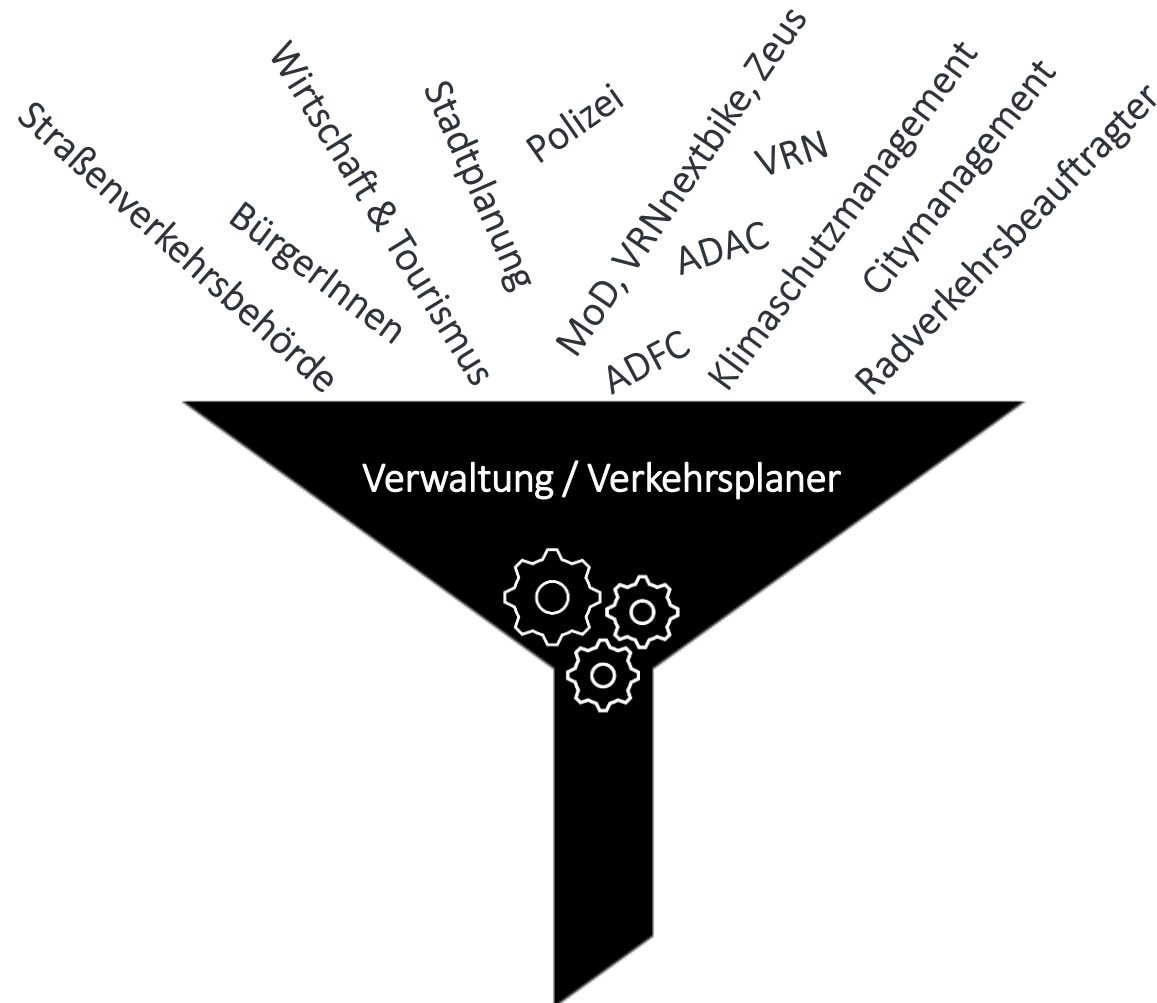 Straßenverkehrsbehörde
BürgerInnen
Wirtschaft & Tourismus
Stadtplanung
Polizei
MoD, VRNnextbike, Zeus
VRN
ADAC
ADFC
Klimaschutzmanagement
Citymanagement
Radverkehrsbeauftragter
Verwaltung / Verkehrsplaner